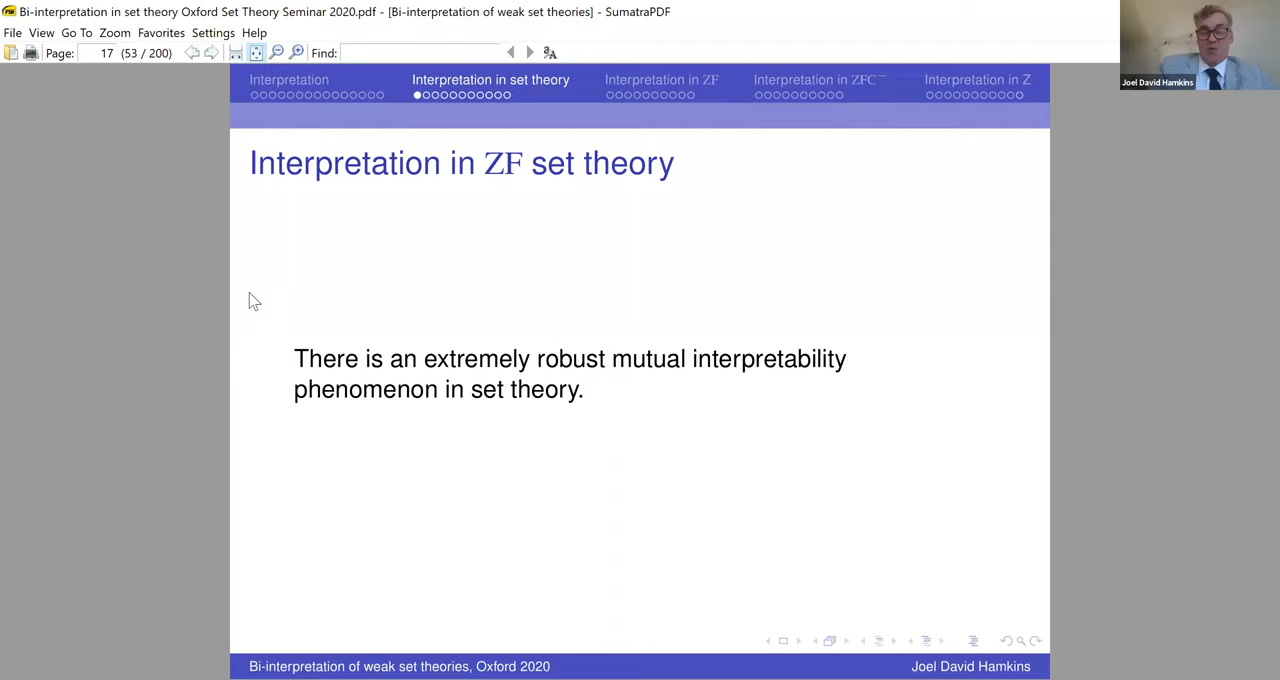 Bi-interpretation in set theory Oxford Set Theory Seminar 2020.pdf - [Bi-interpretation of weak set theories] - SumatraPDF
File View Go To Zoom Favorites Settings Help
Page: 17 (53 / 200) Find:
Joel David Hamkins
Interpretation Interpretation in set theory Interpretation in ZF Interpretation in ZFC⁻ Interpretation in Z
Interpretation in ZF set theory
There is an extremely robust mutual interpretability
phenomenon in set theory.
Bi-interpretation of weak set theories, Oxford 2020 Joel David Hamkins